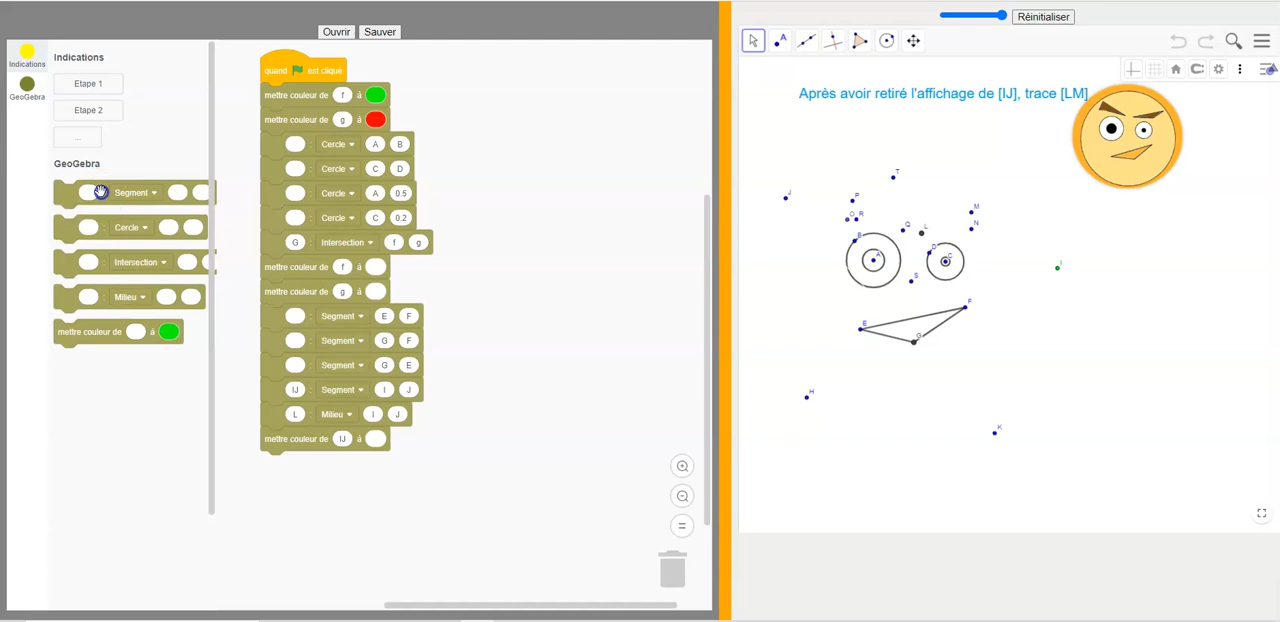 Ouvrir Sauver
Réinitialiser
Indications
GeoGebra
Indications
Etape 1
Etape 2
...
GeoGebra
: Segment
: Cercle
: Intersection
: Milieu
mettre couleur de à
quand est cliqué
mettre couleur de f à
mettre couleur de g à
: Cercle A B
: Cercle C D
: Cercle A 0.5
: Cercle C 0.2
G : Intersection f g
mettre couleur de f à
mettre couleur de g à
: Segment E F
: Segment G F
: Segment G E
IJ : Segment I J
L : Milieu I J
mettre couleur de IJ à
=
A
Après avoir retiré l'affichage de [IJ], trace [LM]
T
J
P
M
O R
N
Q L
B
D
A
C
I
S
F
E
G
H
K